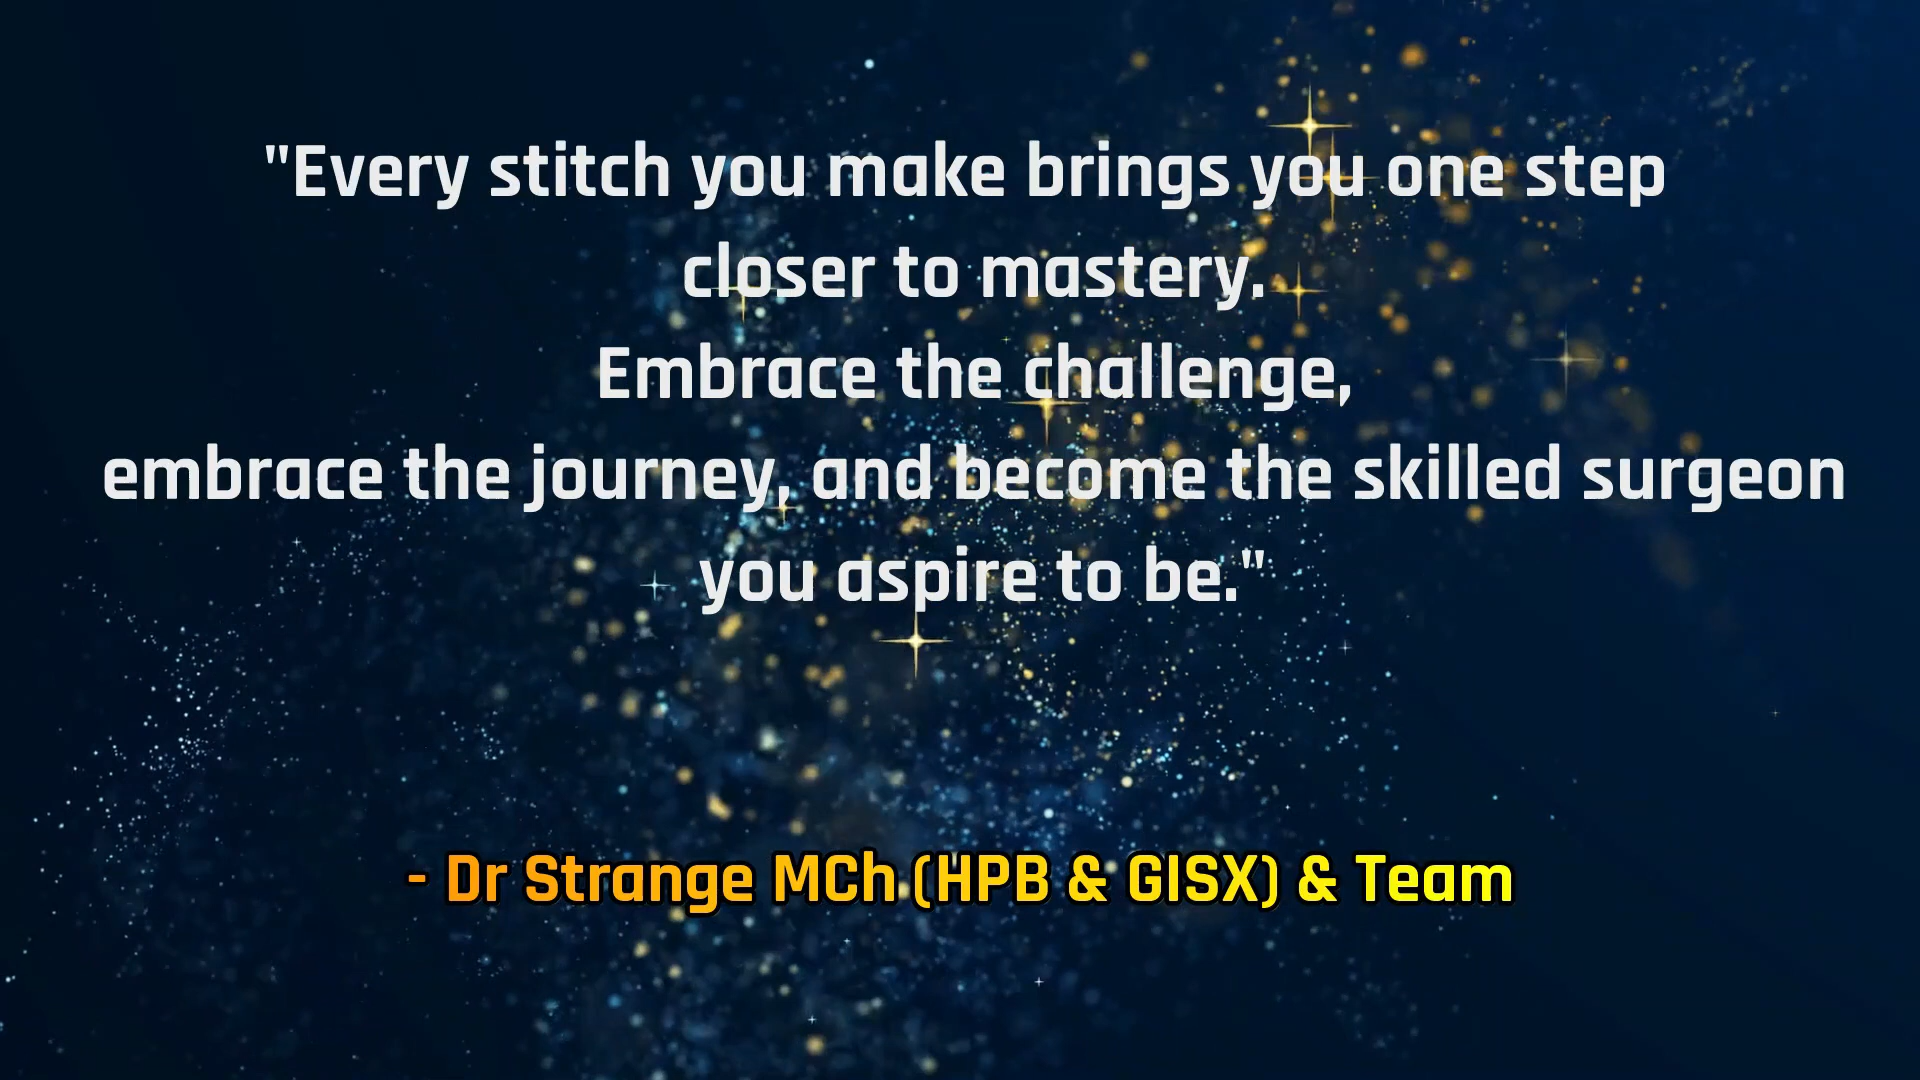 "Every stitch you make brings you one step
closer to mastery.
Embrace the challenge,
embrace the journey, and become the skilled surgeon
you aspire to be."
- Dr Strange MCh (HPB & GISX) & Team